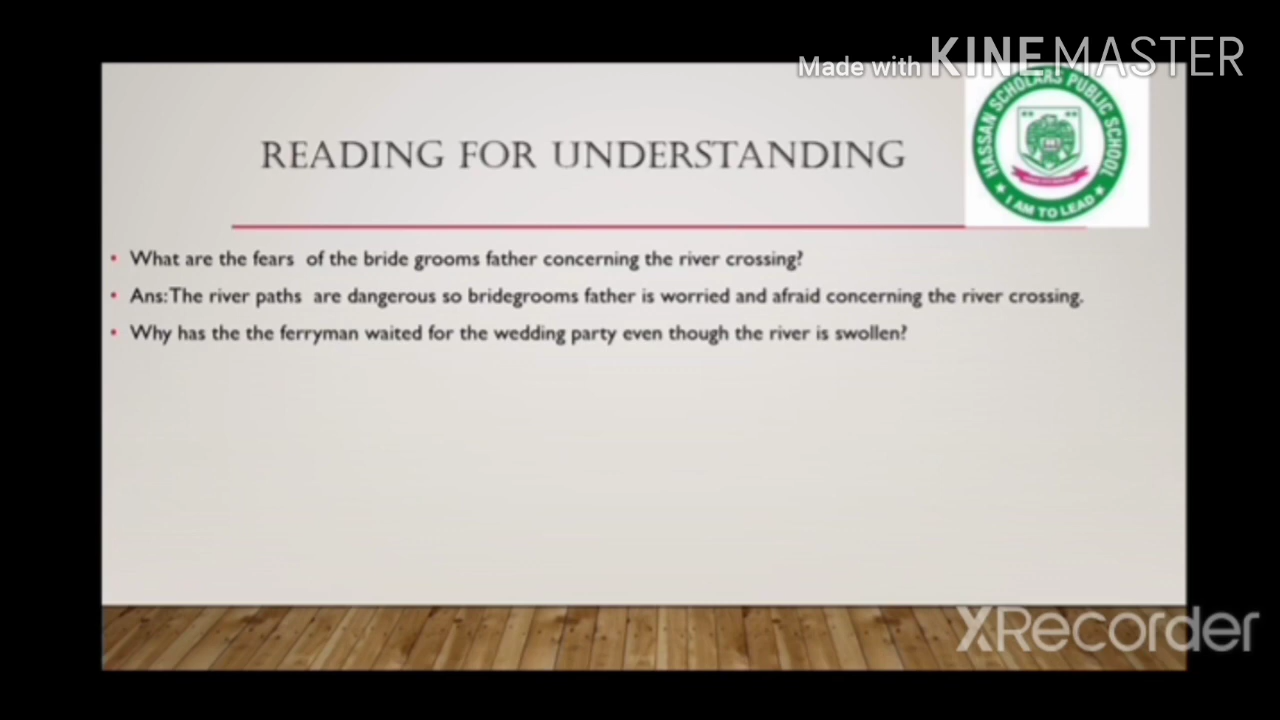 Made with KINEMASTER
HASSAN SCHOLARS PUBLIC SCHOOL
I AM TO LEAD
READING FOR UNDERSTANDING
• What are the fears of the bride grooms father concerning the river crossing?
• Ans:The river paths are dangerous so bridegrooms father is worried and afraid concerning the river crossing.
• Why has the the ferryman waited for the wedding party even though the river is swollen?
XRecorder